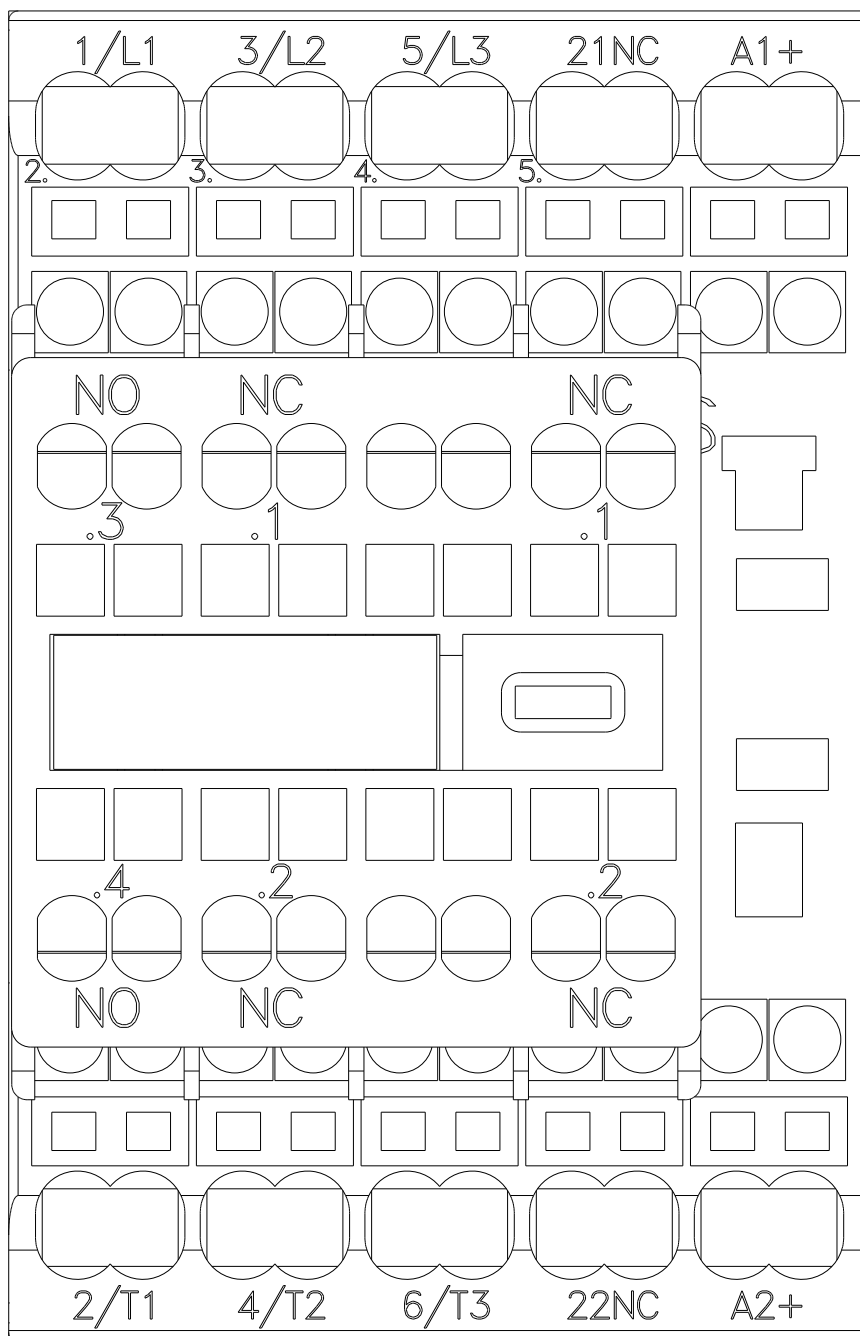 1/L1 3/L2 5/L3 21NC A1+
2. 3. 4. 5.
NO NC NC
.3 .1 .1
.4 .2 .2
NO NC NC
2/T1 4/T2 6/T3 22NC A2+